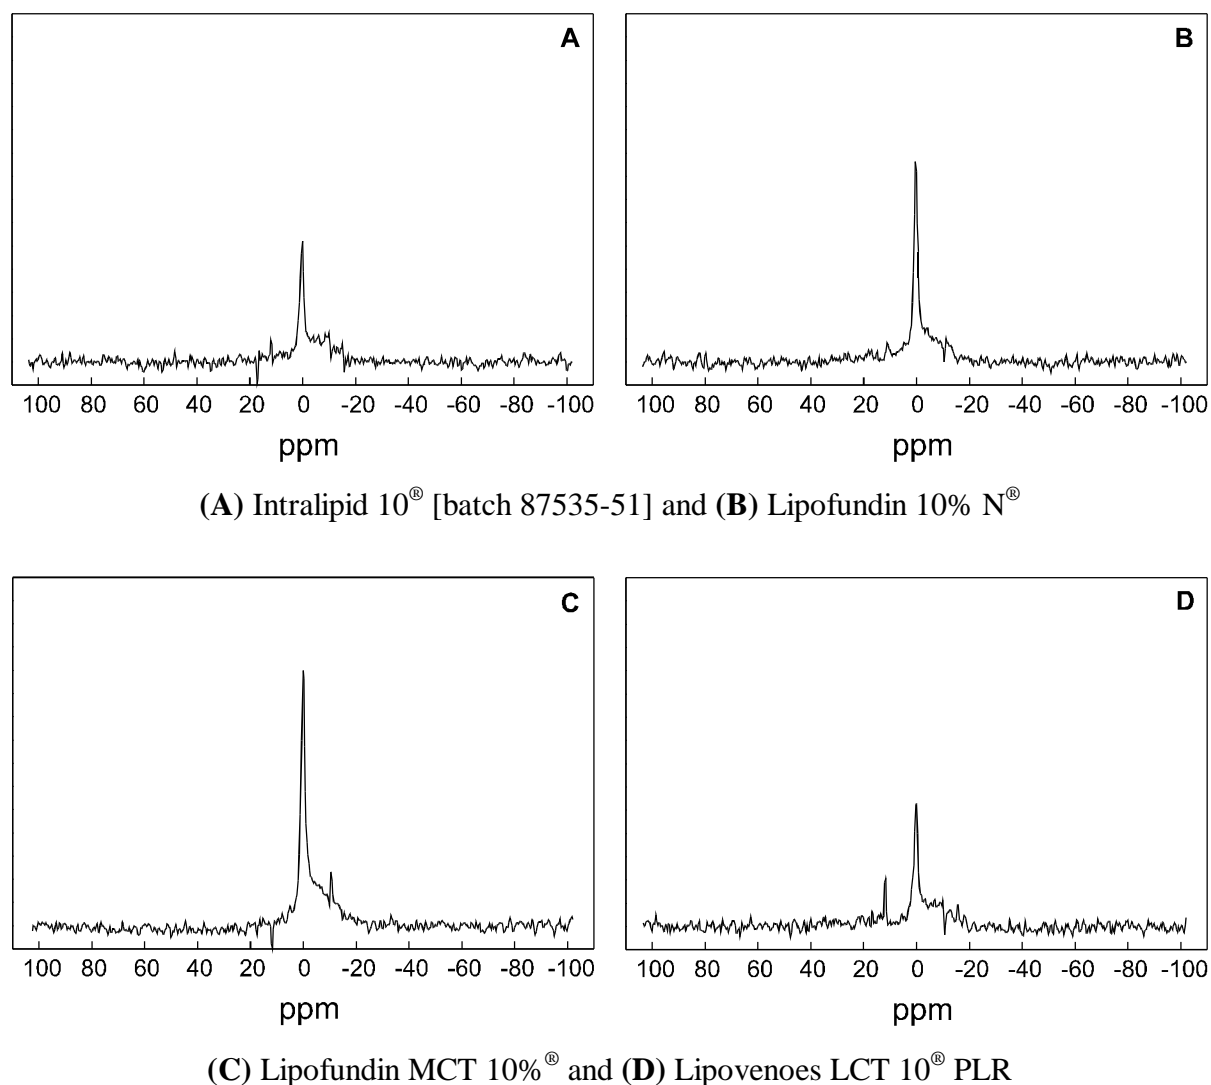 A
B
100 80 60 40 20 0 -20 -40 -60 -80 -100
100 80 60 40 20 0 -20 -40 -60 -80 -100
ppm
ppm
(A) Intralipid 10® [batch 87535-51] and (B) Lipofundin 10% N®
C
D
100 80 60 40 20 0 -20 -40 -60 -80 -100
100 80 60 40 20 0 -20 -40 -60 -80 -100
ppm
ppm
(C) Lipofundin MCT 10%® and (D) Lipovenoes LCT 10® PLR